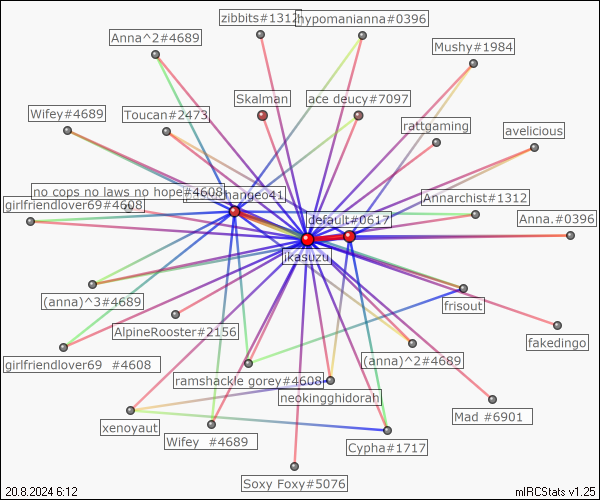 zibbits#1312
hypomanianna#0396
Anna^2#4689
Mushy#1984
Skalman
ace deucy#7097
Wifey#4689
Toucan#2473
rattgaming
avelicious
no cops no laws no hope#4608
hangeo41
girlfriendlover69#4608
Annarchist#1312
default#0617
Anna.#0396
jkasuzu
(anna)^3#4689
frisout
AlpineRooster#2156
fakedingo
girlfriendlover69 #4608
(anna)^2#4689
ramshackle gorey#4608
neokingghidorah
Mad #6901
xenoyaut
Wifey #4689
Cypha#1717
Soxy Foxy#5076
20.8.2024 6:12
mIRCStats v1.25